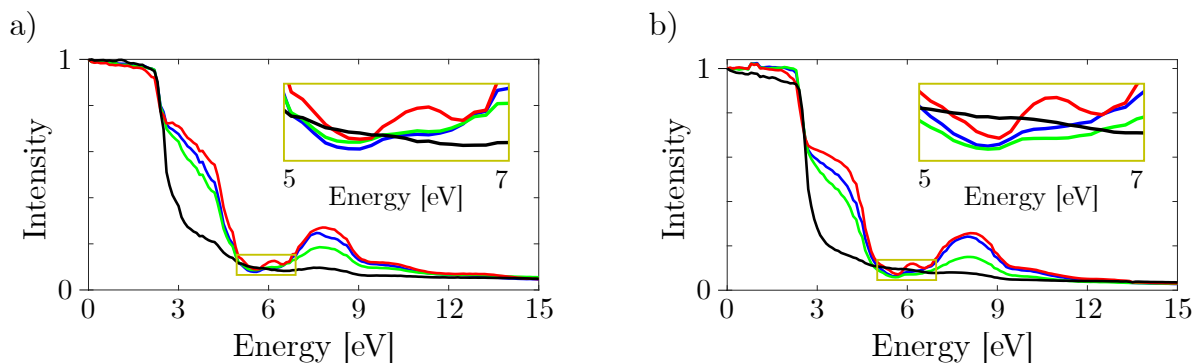 a)
1
Intensity
0
0 3 6 9 12 15
Energy [eV]
5 7
Energy [eV]
b)
1
Intensity
0
0 3 6 9 12 15
Energy [eV]
5 7
Energy [eV]